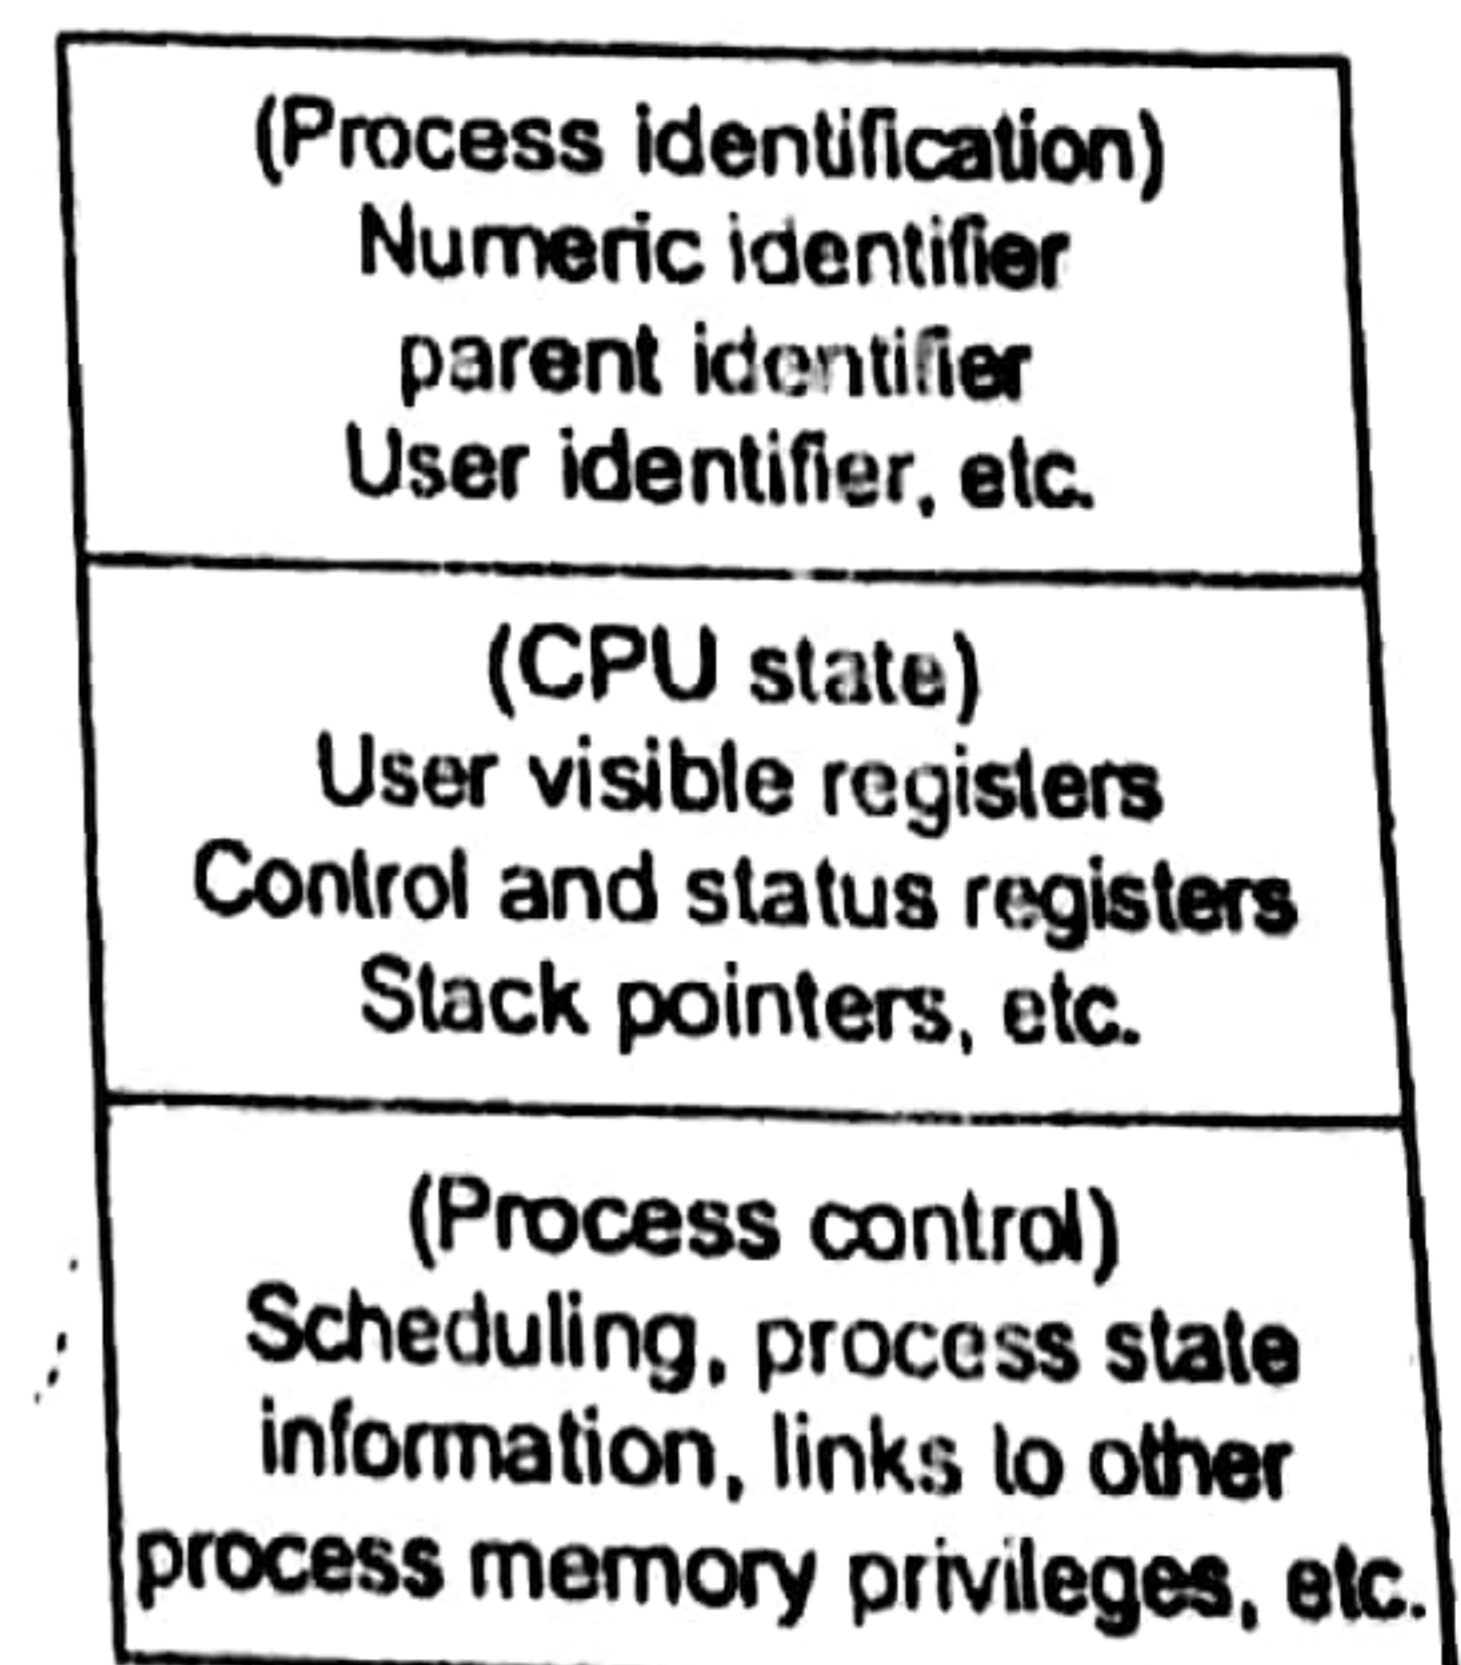 (Process identification)
Numeric identifier
parent identifier
User identifier, etc.
(CPU state)
User visible registers
Control and status registers
Stack pointers, etc.
(Process control)
Scheduling, process state
information, links to other
process memory privileges, etc.